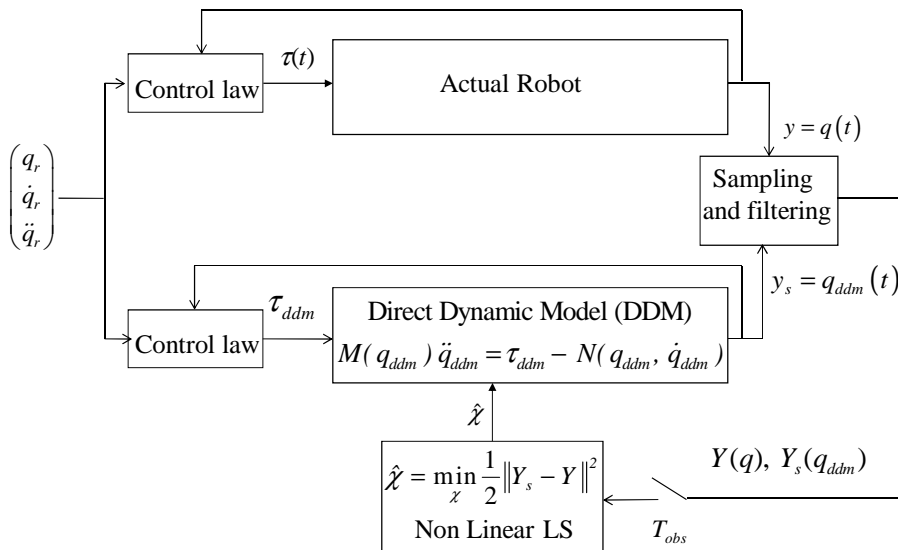 τ(t)
Control law
Actual Robot
y = q(t)
q_r
q̇_r
q̈_r
Sampling
and filtering
y_s = q_ddm (t)
τ_ddm
Control law
Direct Dynamic Model (DDM)
M( q_ddm ) q̈_ddm = τ_ddm − N( q_ddm , q̇_ddm )
χ̂
χ̂ = min_χ 1/2 ‖Y_s − Y‖²
Non Linear LS
Y(q), Y_s(q_ddm)
T_obs